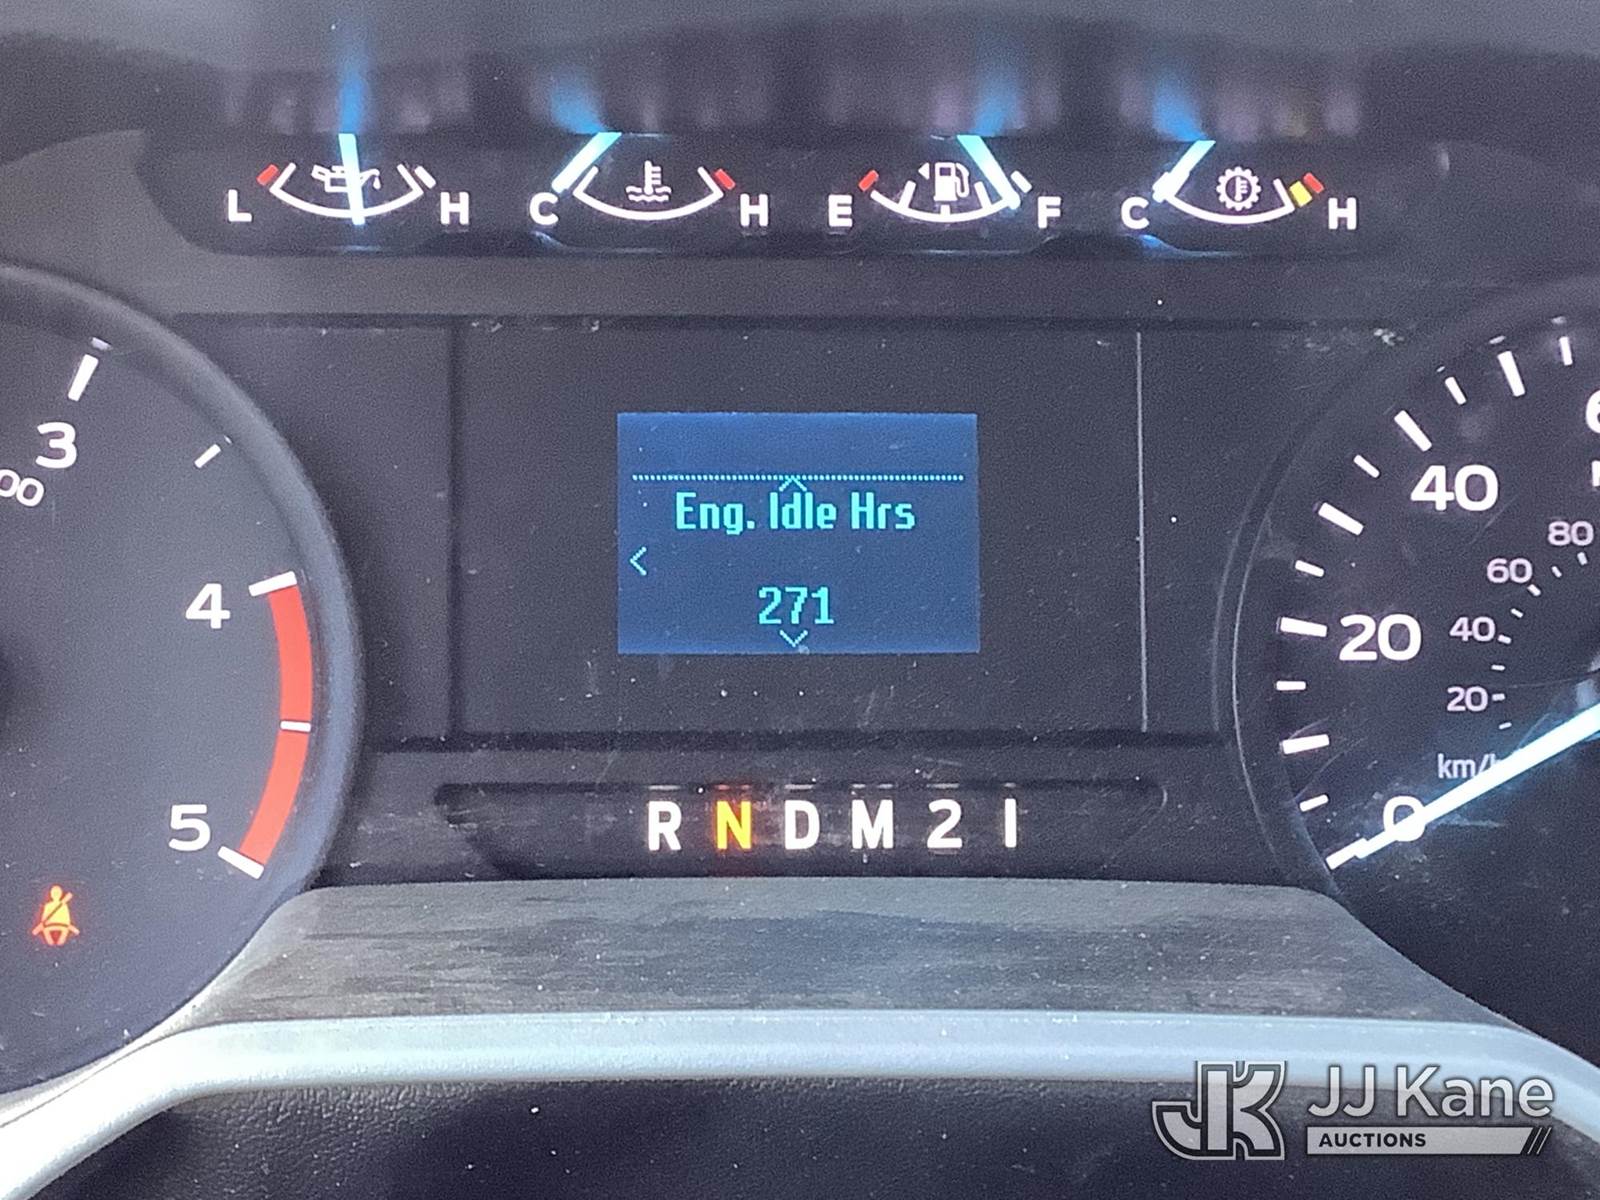 L H C H E F C H
3
00
4
5
Eng. Idle Hrs
271
R N D M 2 1
40
80
60
20
40
20
km/h
0
JJ Kane
AUCTIONS